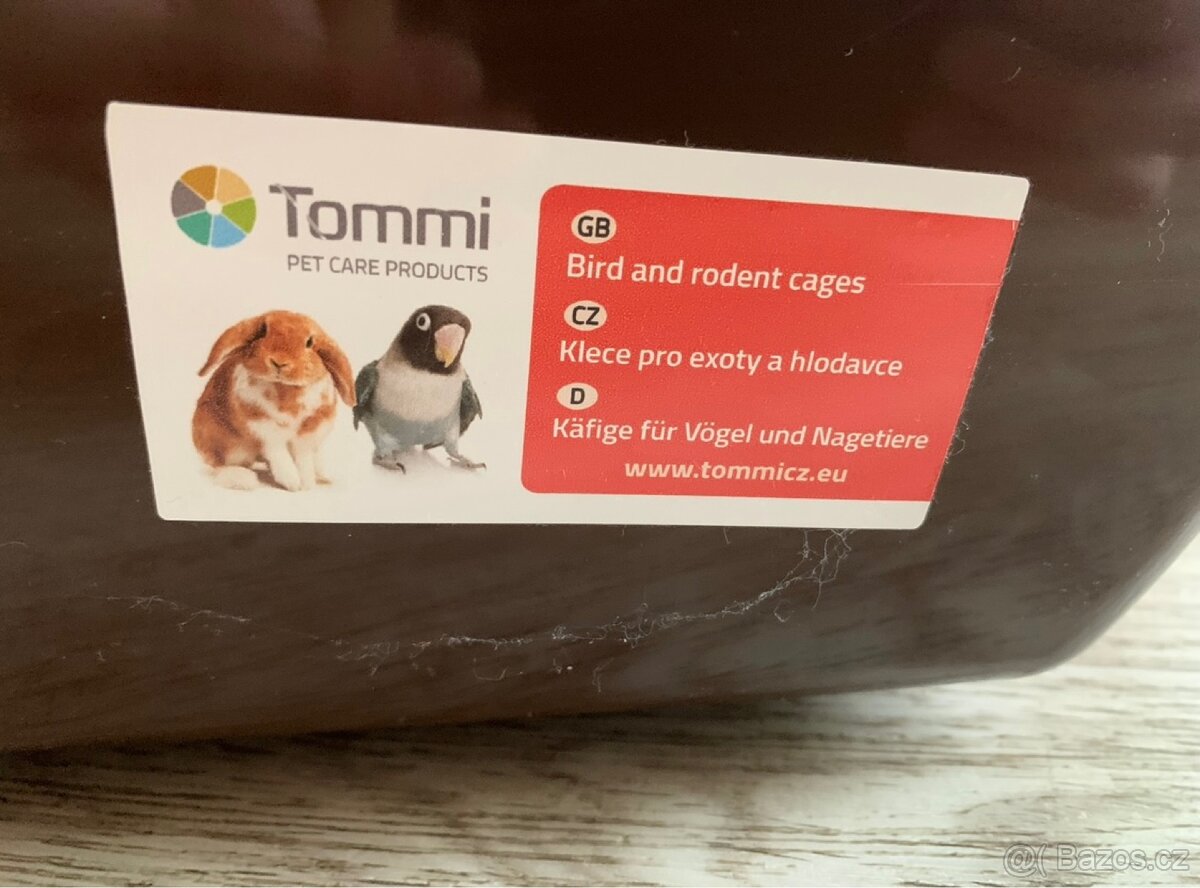 Tommi
PET CARE PRODUCTS
GB
Bird and rodent cages
CZ
Klece pro exoty a hlodavce
D
Käfige für Vögel und Nagetiere
www.tommicz.eu
@( Bazos.cz